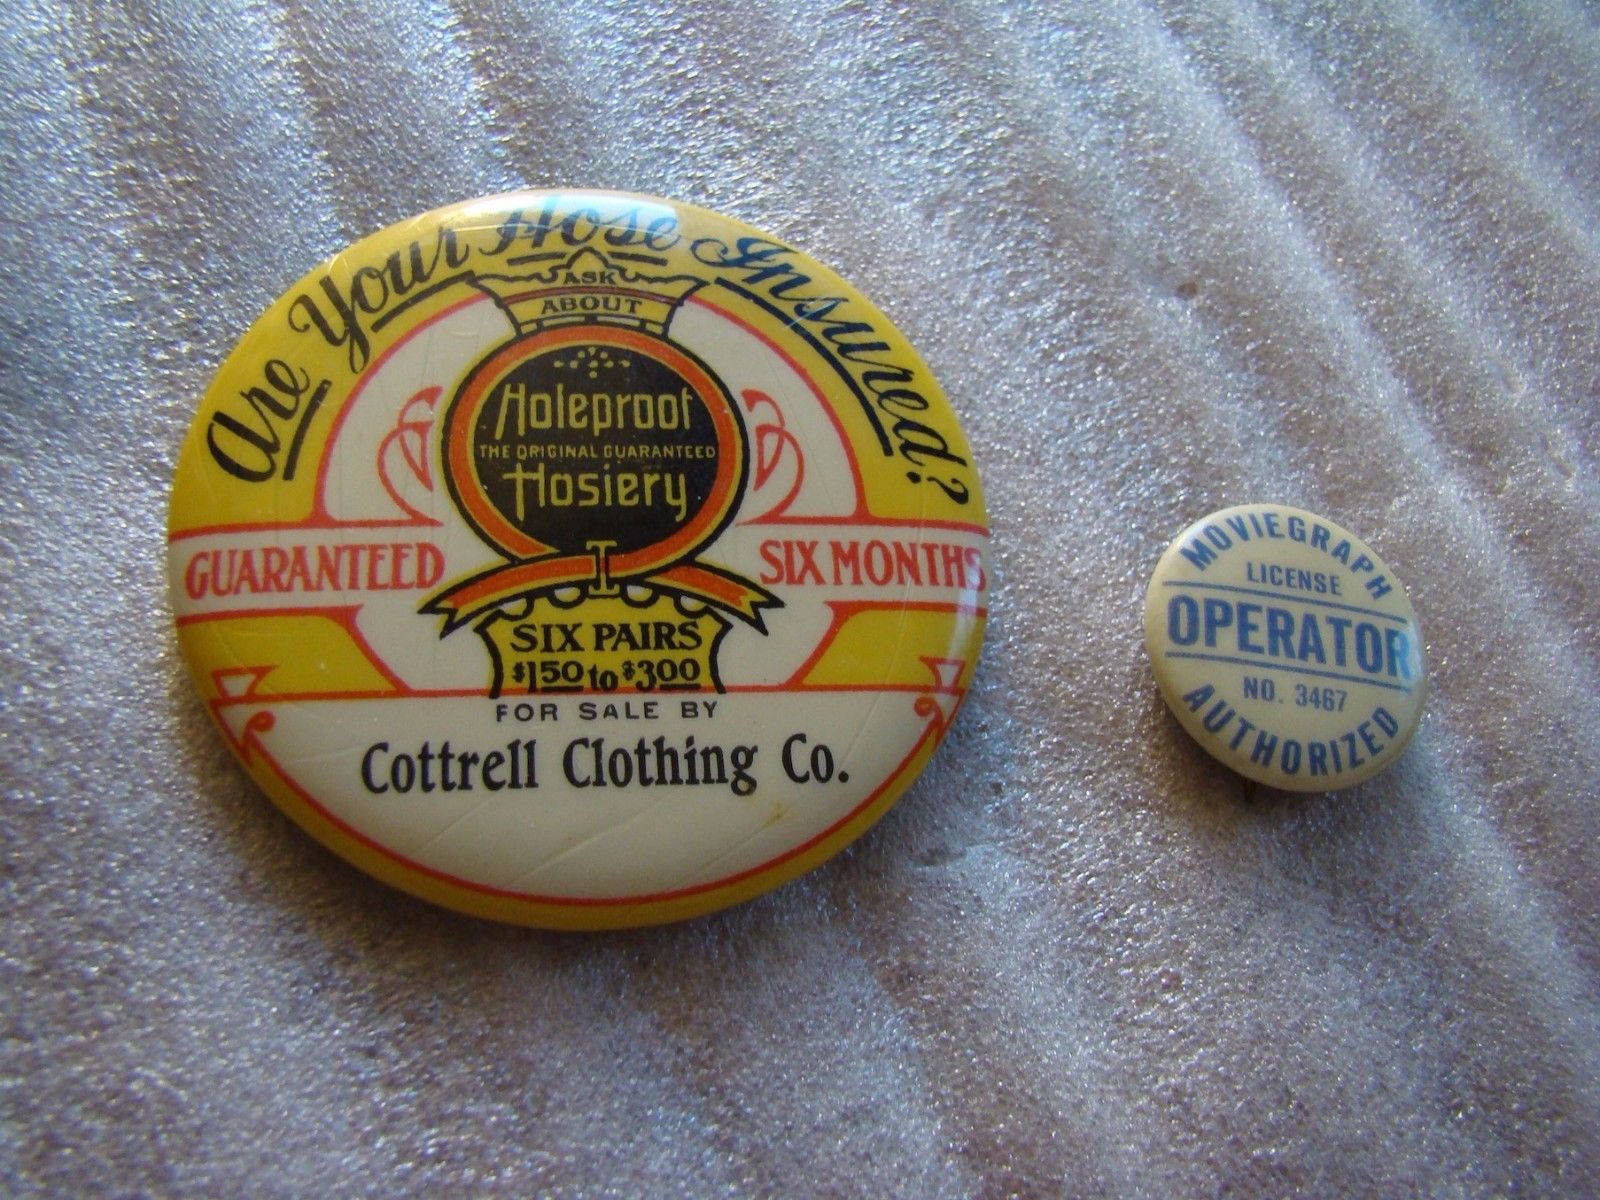 Are Your Hose Insured?
ASK
ABOUT
Holeproof
THE ORIGINAL GUARANTEED
Hosiery
GUARANTEED SIX MONTHS
SIX PAIRS
$1.50 to $3.00
FOR SALE BY
Cottrell Clothing Co.
MOVIEGRAPH
LICENSE
OPERATOR
NO. 3467
AUTHORIZED